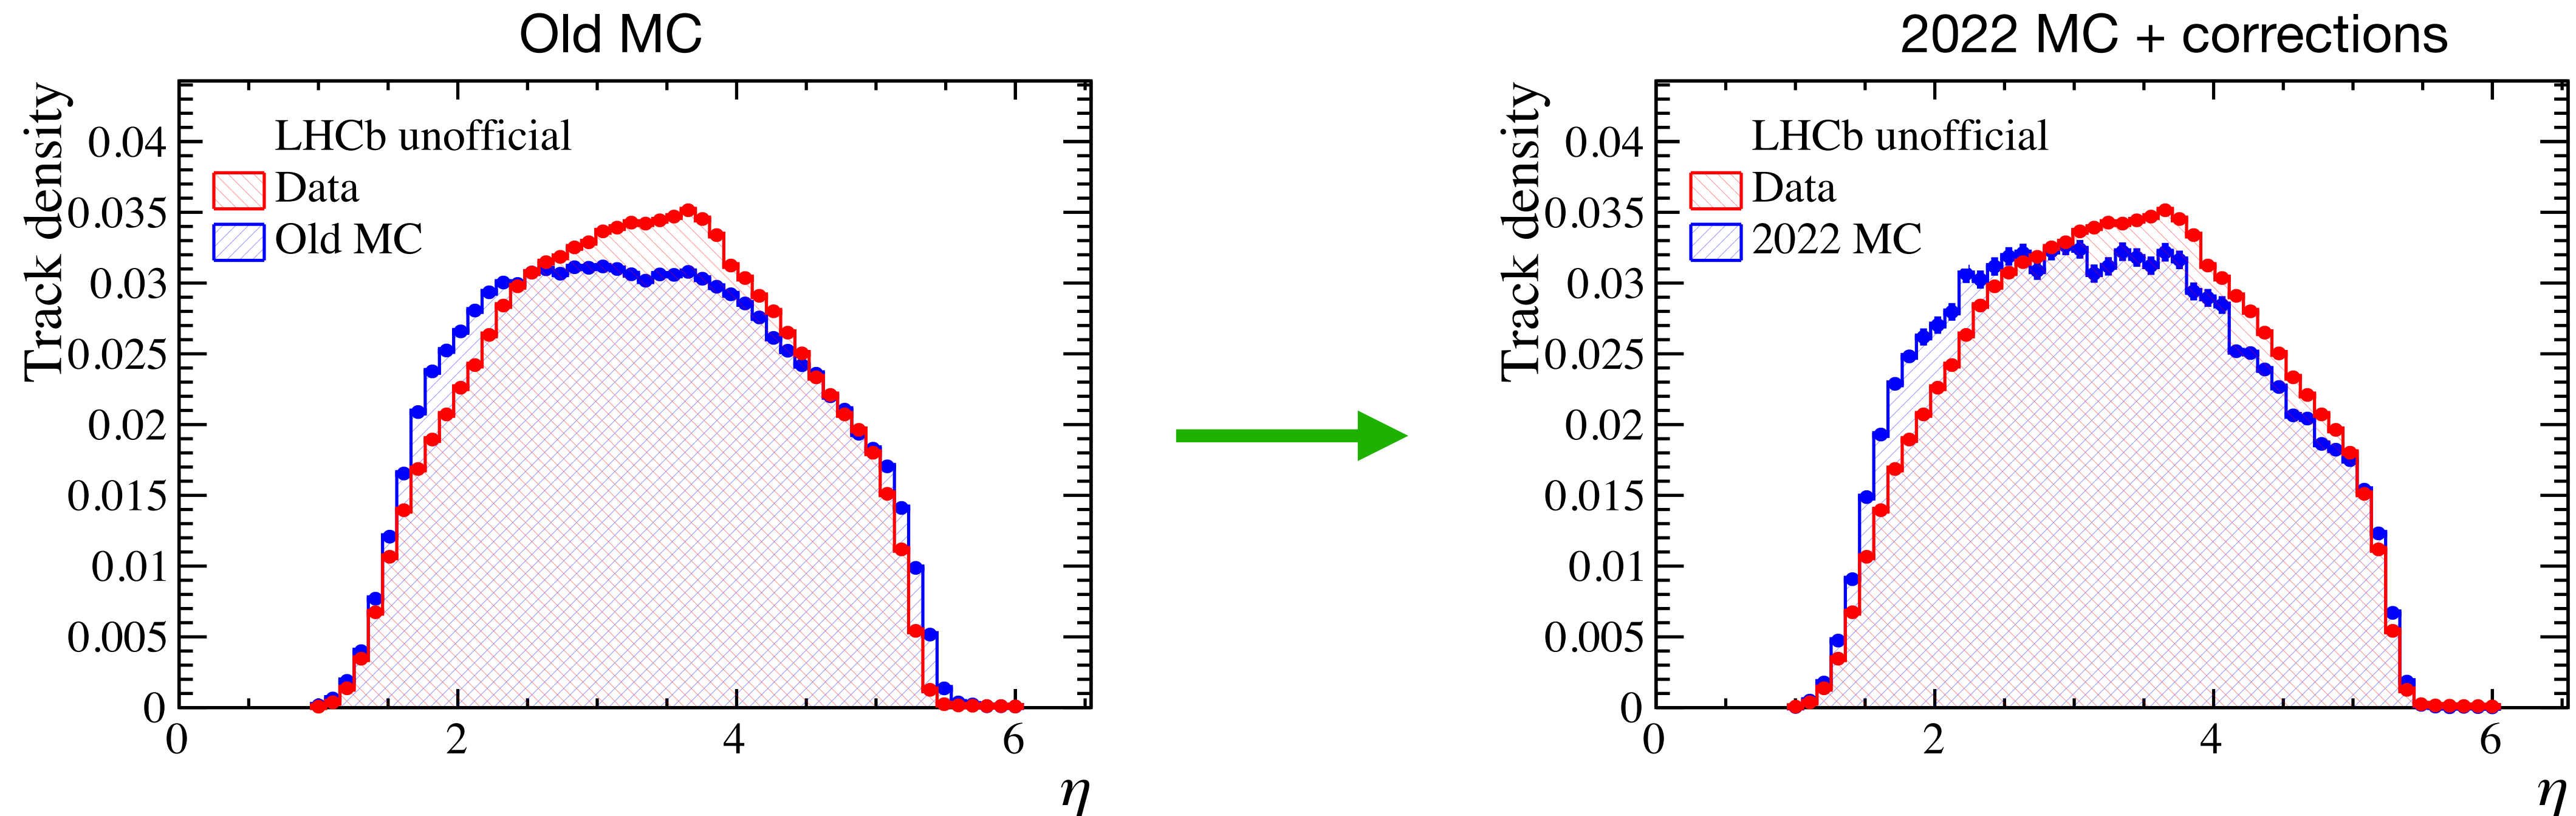 Old MC
Track density
0.04
0.035
0.03
0.025
0.02
0.015
0.01
0.005
0
LHCb unofficial
Data
Old MC
0 2 4 6
η
2022 MC + corrections
Track density
0.04
0.035
0.03
0.025
0.02
0.015
0.01
0.005
0
LHCb unofficial
Data
2022 MC
0 2 4 6
η